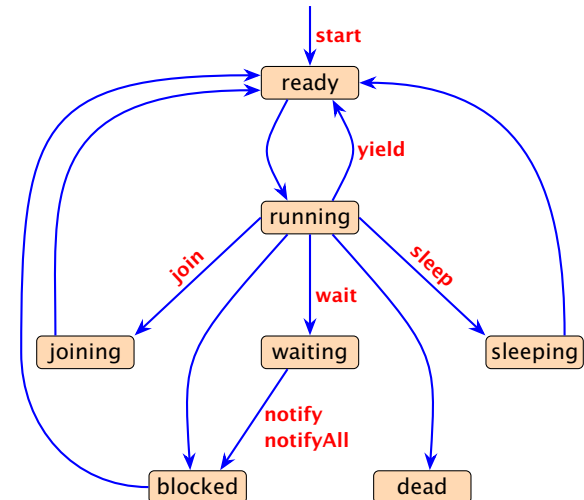 start
ready
yield
running
join
sleep
wait
joining
waiting
sleeping
notify
notifyAll
blocked
dead